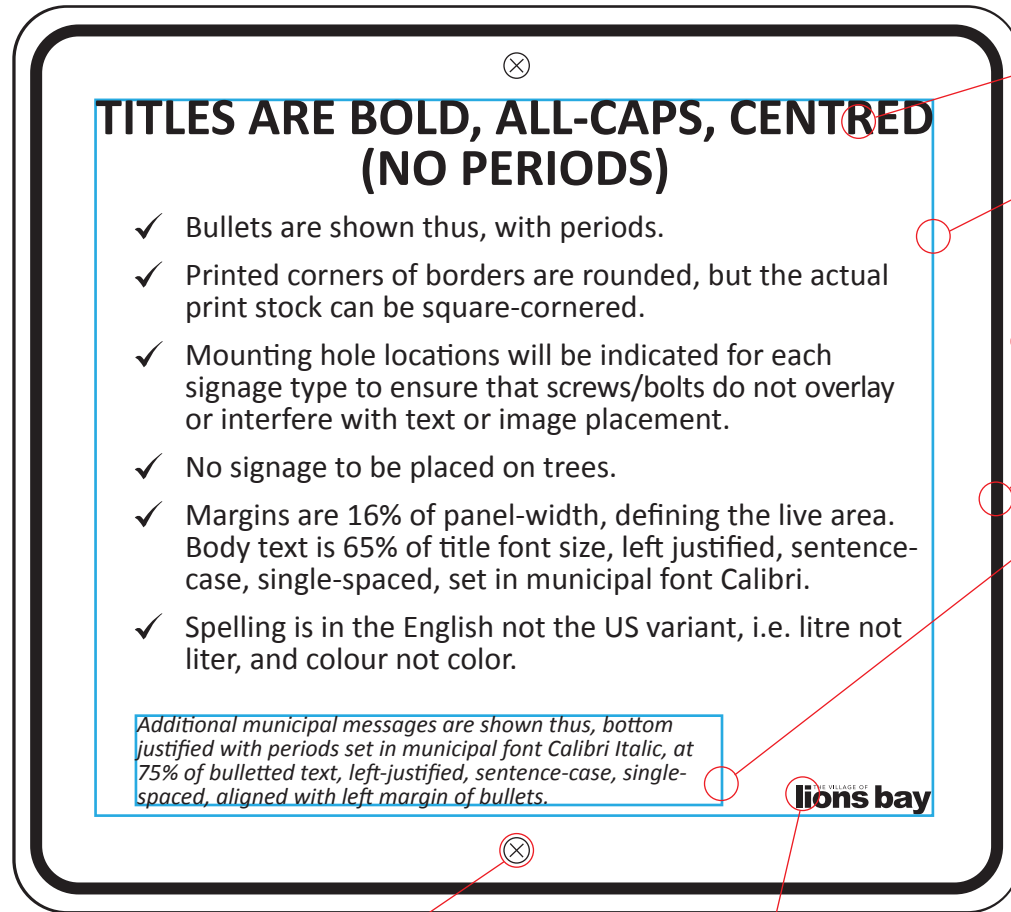 TITLES ARE BOLD, ALL-CAPS, CENTRED
(NO PERIODS)
✓ Bullets are shown thus, with periods.
✓ Printed corners of borders are rounded, but the actual
print stock can be square-cornered.
✓ Mounting hole locations will be indicated for each
signage type to ensure that screws/bolts do not overlay
or interfere with text or image placement.
✓ No signage to be placed on trees.
✓ Margins are 16% of panel-width, defining the live area.
Body text is 65% of title font size, left justified, sentence-
case, single-spaced, set in municipal font Calibri.
✓ Spelling is in the English not the US variant, i.e. litre not
liter, and colour not color.
Additional municipal messages are shown thus, bottom
justified with periods set in municipal font Calibri Italic, at
75% of bulletted text, left-justified, sentence-case, single-
spaced, aligned with left margin of bullets.
THE VILLAGE OF
lions bay